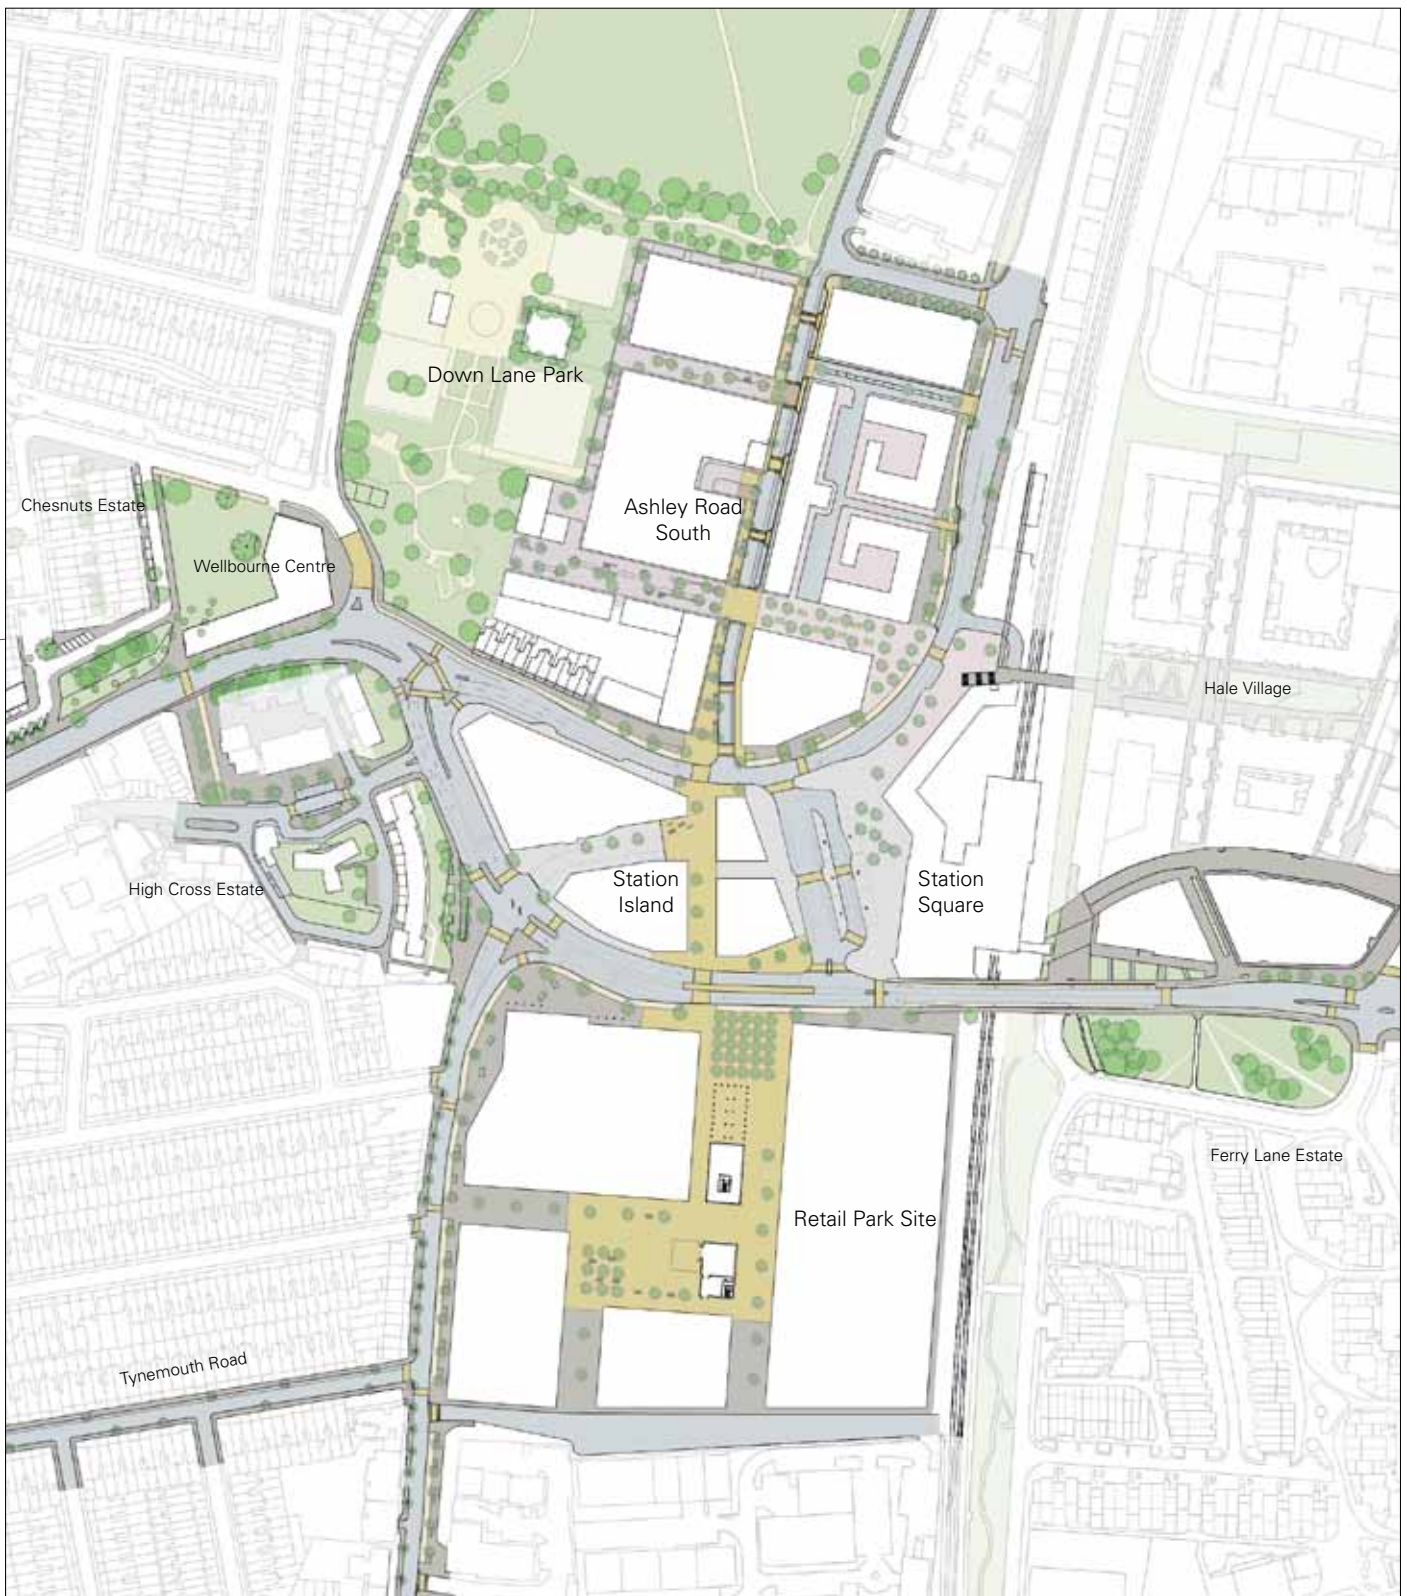 Down Lane Park
Chesnuts Estate
Ashley Road
South
Wellbourne Centre
Hale Village
Station
Island
Station
Square
High Cross Estate
Ferry Lane Estate
Retail Park Site
Tynemouth Road